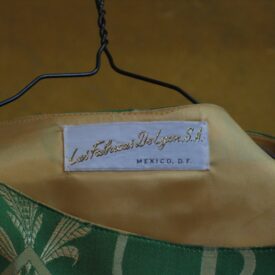 Las Fabricas De Lyon, S.A.
MEXICO, D.F.